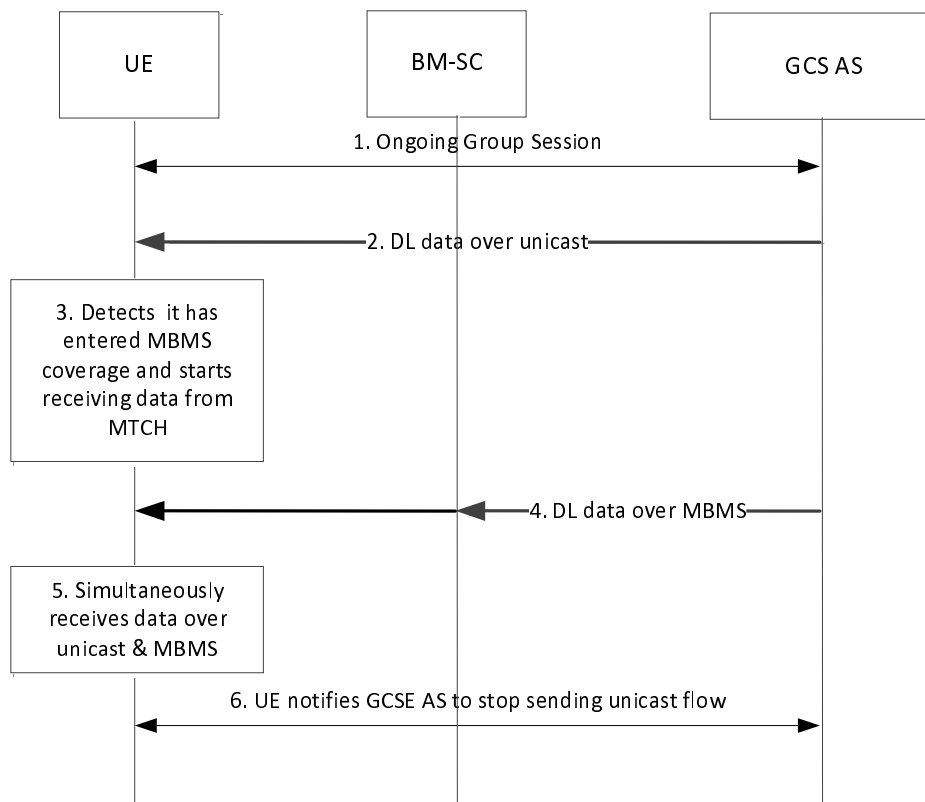 UE
BM-SC
GCS AS
1. Ongoing Group Session
2. DL data over unicast
3. Detects it has
entered MBMS
coverage and starts
receiving data from
MTCH
4. DL data over MBMS
5. Simultaneously
receives data over
unicast & MBMS
6. UE notifies GCSE AS to stop sending unicast flow